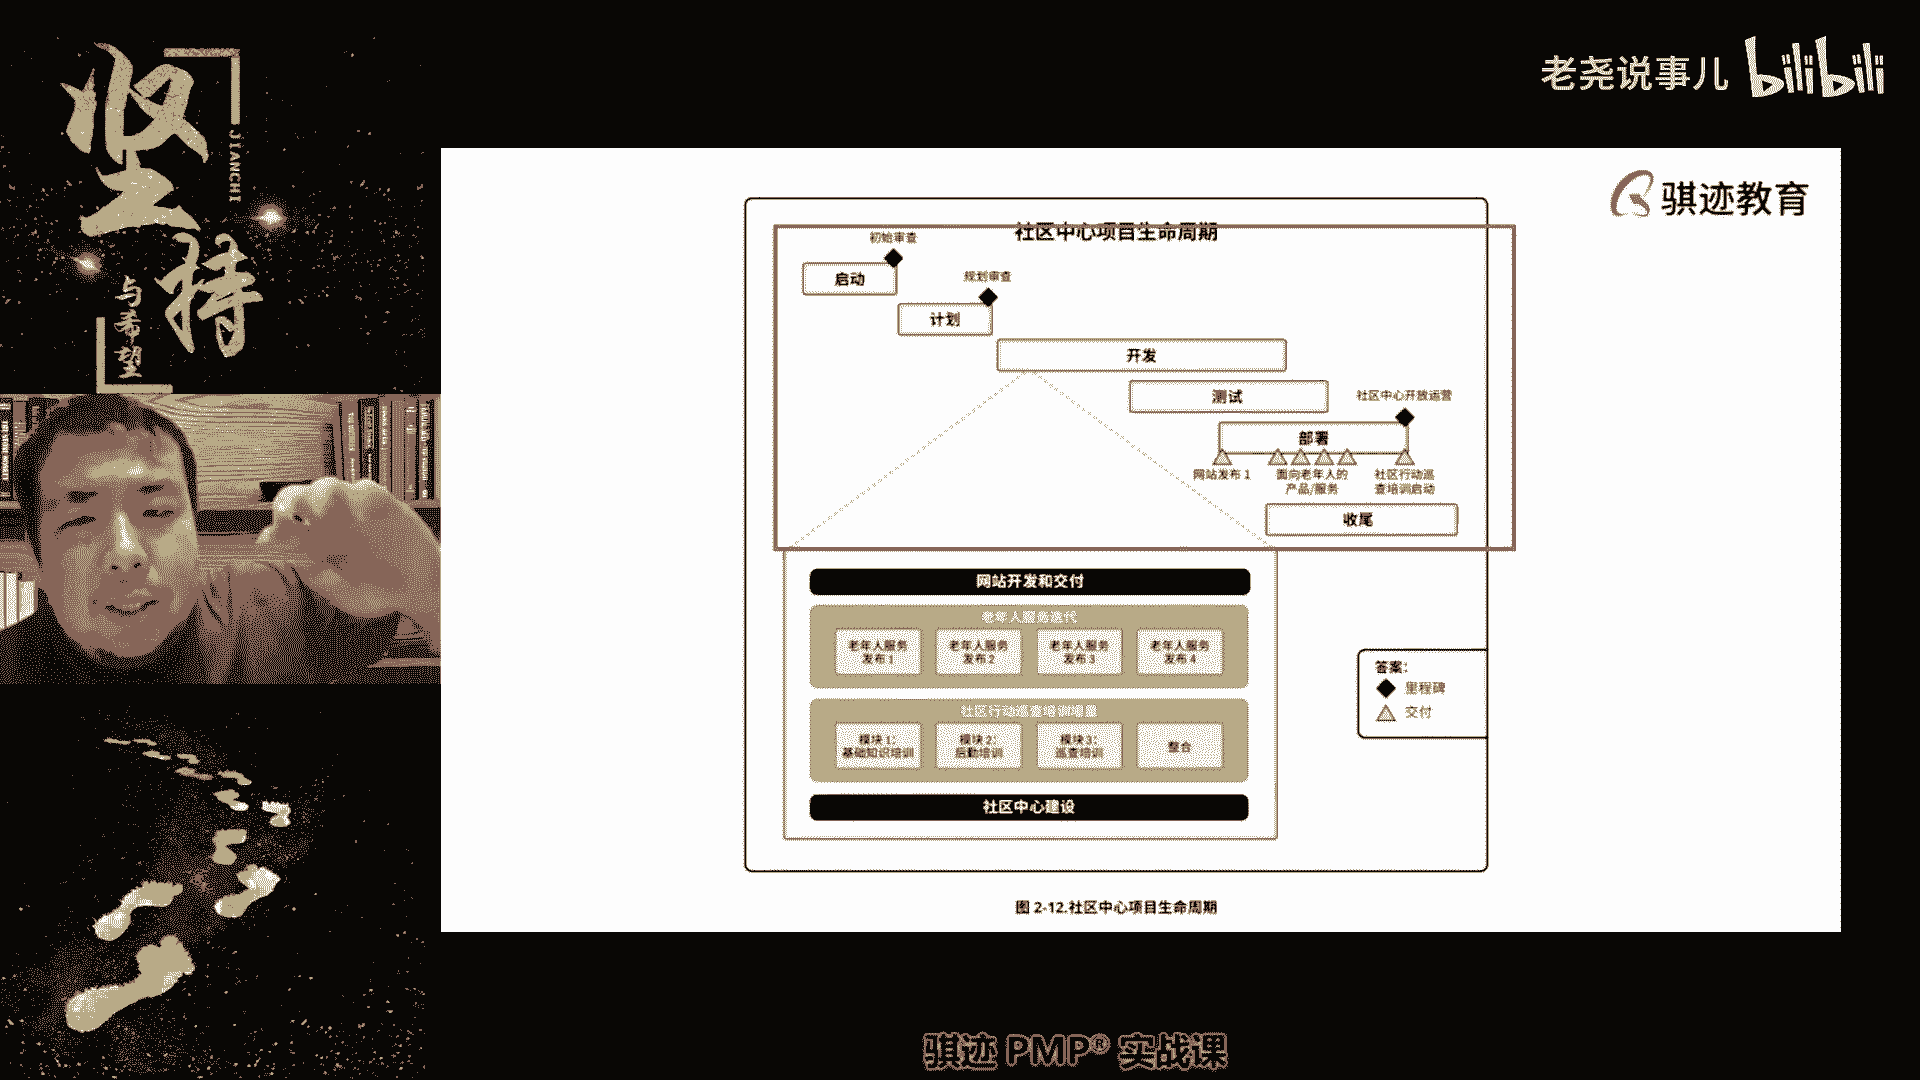 坚持
JIANCHI
与希望
老尧说事儿 bilibili
骐迹教育
社区中心项目生命周期
初始审查
启动
规划审查
计划
开发
测试
社区中心开放运营
部署
网站发布 1
面向老年人的
产品/服务
社区行动巡
查培训启动
收尾
网站开发和交付
老年人服务迭代
老年人服务
发布 1
老年人服务
发布 2
老年人服务
发布 3
老年人服务
发布 4
社区行动巡查培训增量
模块 1:
基础知识培训
模块 2:
后勤培训
模块 3:
巡查培训
整合
社区中心建设
答案:
里程碑
交付
图 2-12.社区中心项目生命周期
骐迹 PMP® 实战课